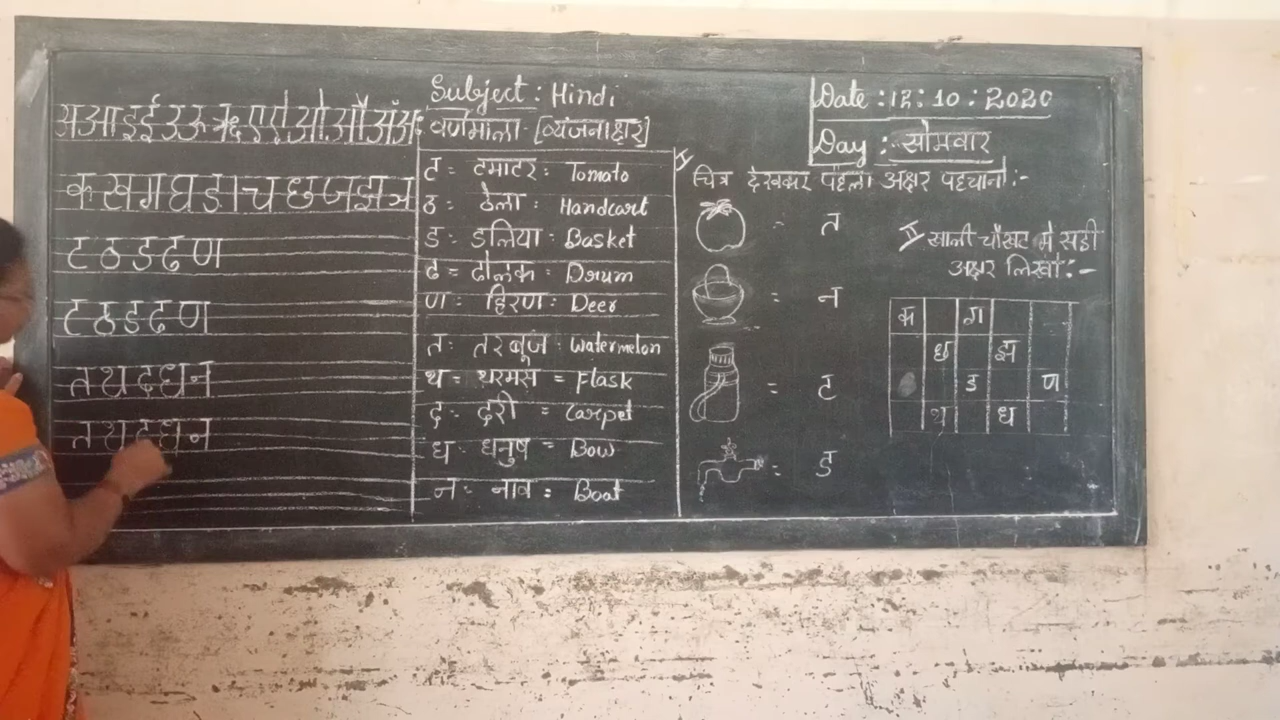 अ आ इ ई उ ऊ ऋ ए ऐ ओ औ अं अः
क ख ग घ ङ च छ ज झ ञ
ट ठ ड ढ ण
ट ठ ड ढ ण
त थ द ध न
त थ द ध न
Subject : Hindi
वर्णमाला - [व्यंजनाक्षर]
ट = टमाटर : Tomato
ठ = ठेला : Handcart
ड = डलिया : Basket
ढ = ढोलक = Drum
ण = हिरण = Deer
त = तरबूज = Watermelon
थ = थरमस = Flask
द = दरी = Carpet
ध = धनुष = Bow
न = नाव = Boat
Date : 12 : 10 : 2020
Day : सोमवार
I चित्र देखकर पहला अक्षर पहचानो :-
= त
= न
= ट
= ड
II खाली चौखट मे सही
अक्षर लिखो :-
क ग
छ झ
ड ण
थ ध